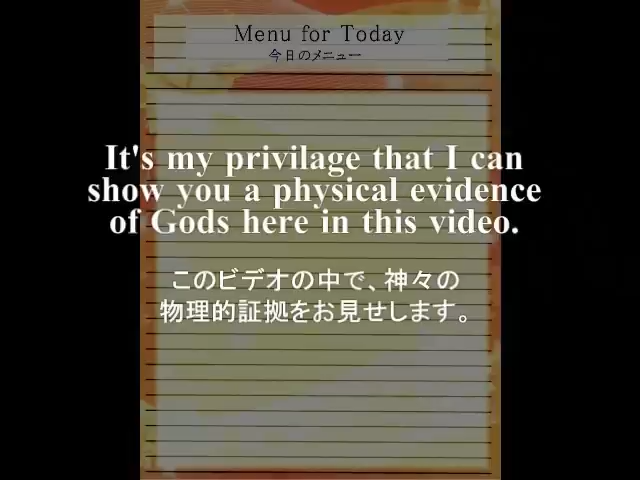 Menu for Today
今日のメニュー
It's my privilage that I can
show you a physical evidence
of Gods here in this video.
このビデオの中で、神々の
物理的証拠をお見せします。